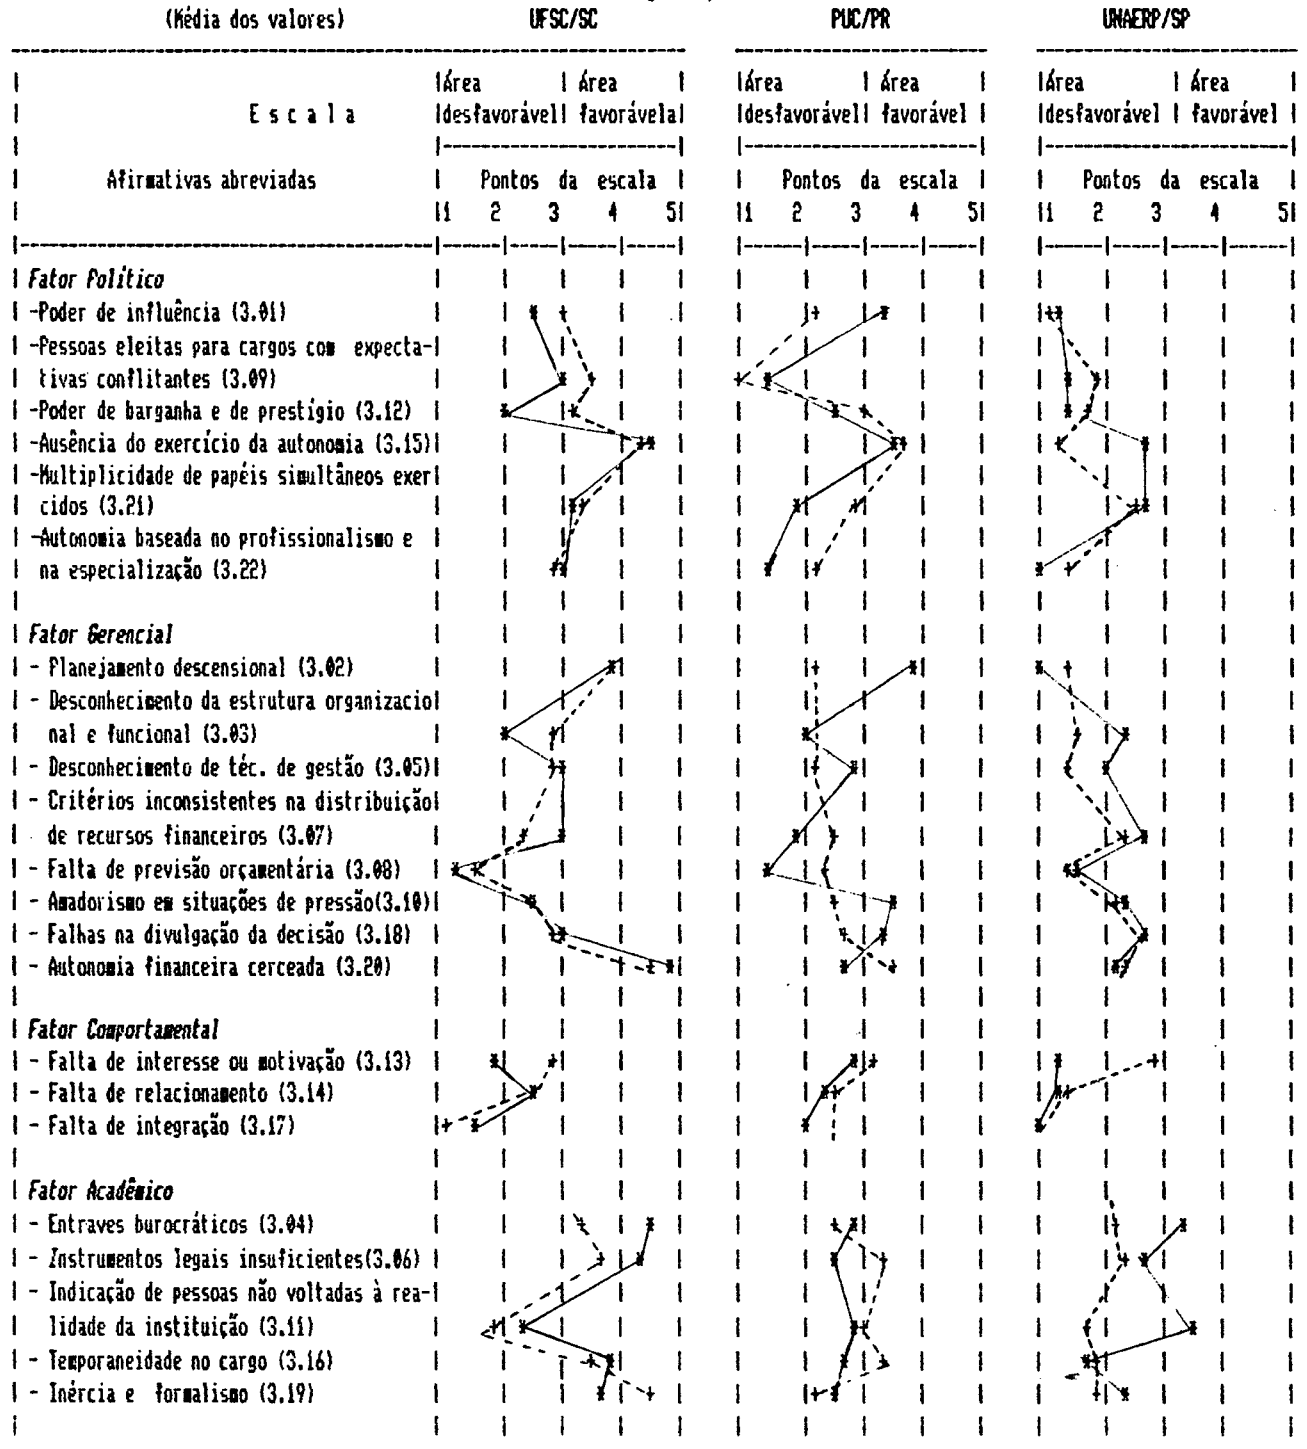 (Média dos valores) UFSC/SC PUC/PR UNAERP/SP
Área Área Área Área Área Área
E s c a l a desfavorável favorávela desfavorável favorável desfavorável favorável
Afirmativas abreviadas Pontos da escala Pontos da escala Pontos da escala
1 2 3 4 5 1 2 3 4 5 1 2 3 4 5
Fator Político
-Poder de influência (3.01)
-Pessoas eleitas para cargos com expecta-
tivas conflitantes (3.09)
-Poder de barganha e de prestígio (3.12)
-Ausência do exercício da autonomia (3.15)
-Multiplicidade de papéis simultâneos exer
cidos (3.21)
-Autonomia baseada no profissionalismo e
na especialização (3.22)
Fator Gerencial
- Planejamento descensional (3.02)
- Desconhecimento da estrutura organizacio
nal e funcional (3.03)
- Desconhecimento de téc. de gestão (3.05)
- Critérios inconsistentes na distribuição
de recursos financeiros (3.07)
- Falta de previsão orçamentária (3.08)
- Amadorismo em situações de pressão(3.10)
- Falhas na divulgação da decisão (3.18)
- Autonomia financeira cerceada (3.20)
Fator Comportamental
- Falta de interesse ou motivação (3.13)
- Falta de relacionamento (3.14)
- Falta de integração (3.17)
Fator Acadêmico
- Entraves burocráticos (3.04)
- Instrumentos legais insuficientes(3.06)
- Indicação de pessoas não voltadas à rea-
lidade da instituição (3.11)
- Temporaneidade no cargo (3.16)
- Inércia e formalismo (3.19)